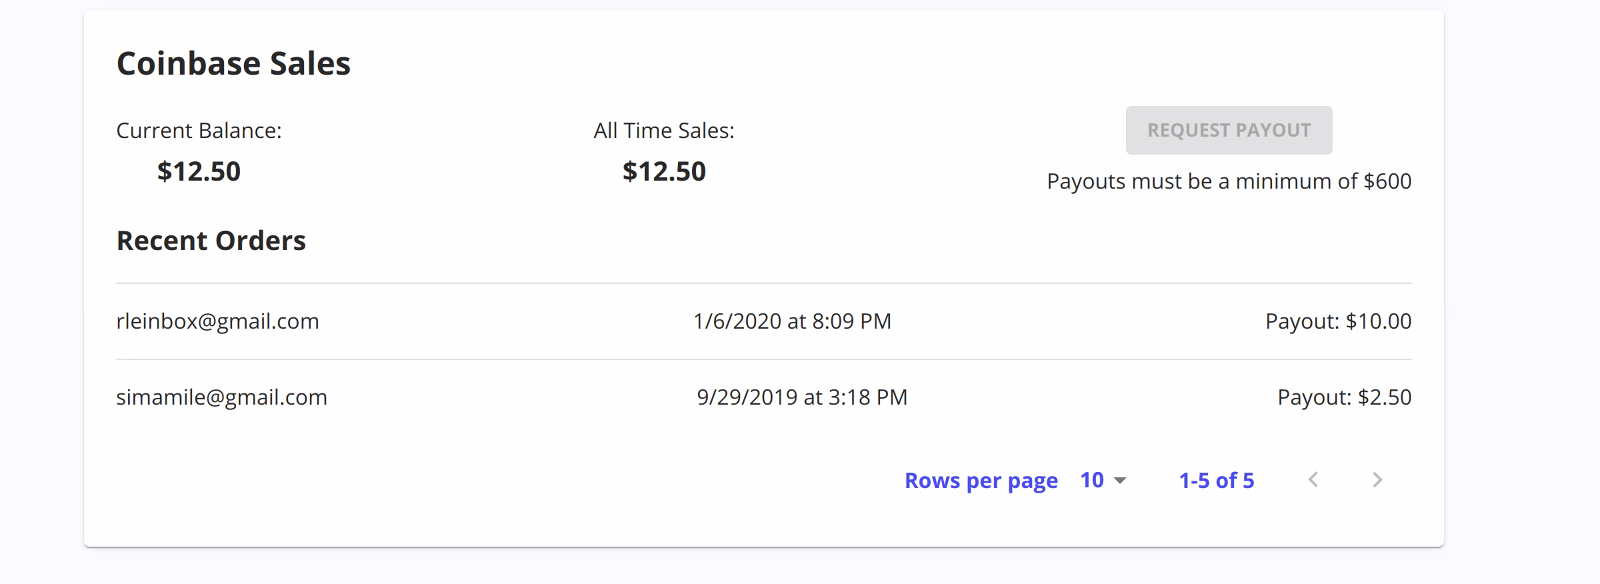 Coinbase Sales
Current Balance:
$12.50
All Time Sales:
$12.50
REQUEST PAYOUT
Payouts must be a minimum of $600
Recent Orders
rleinbox@gmail.com 1/6/2020 at 8:09 PM Payout: $10.00
simamile@gmail.com 9/29/2019 at 3:18 PM Payout: $2.50
Rows per page 10 1-5 of 5